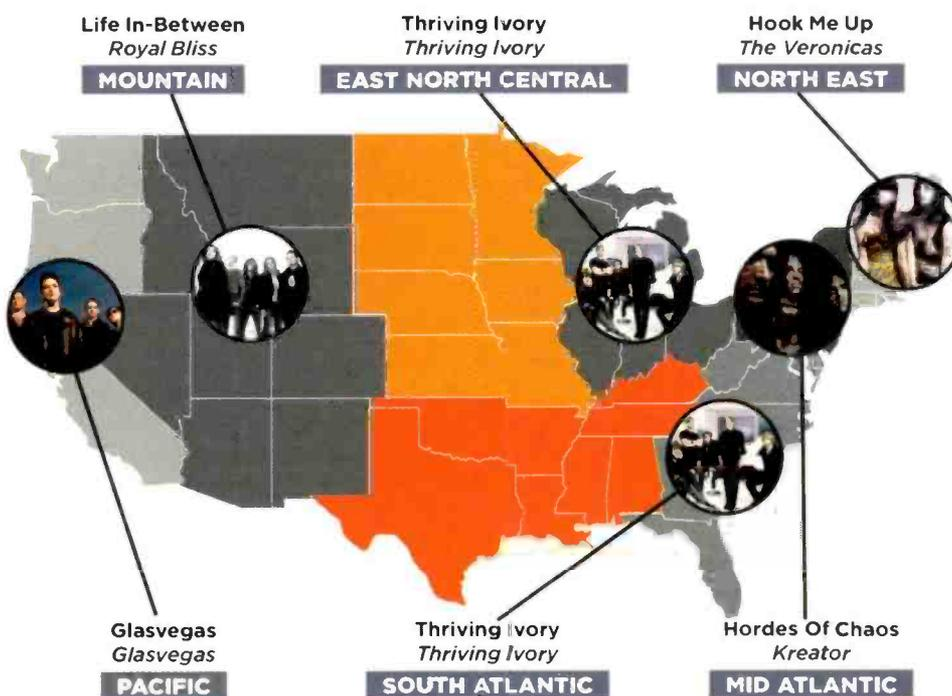 Life In-Between
Royal Bliss
MOUNTAIN
Thriving Ivory
Thriving Ivory
EAST NORTH CENTRAL
Hook Me Up
The Veronicas
NORTH EAST
Glasvegas
Glasvegas
PACIFIC
Thriving Ivory
Thriving Ivory
SOUTH ATLANTIC
Hordes Of Chaos
Kreator
MID ATLANTIC